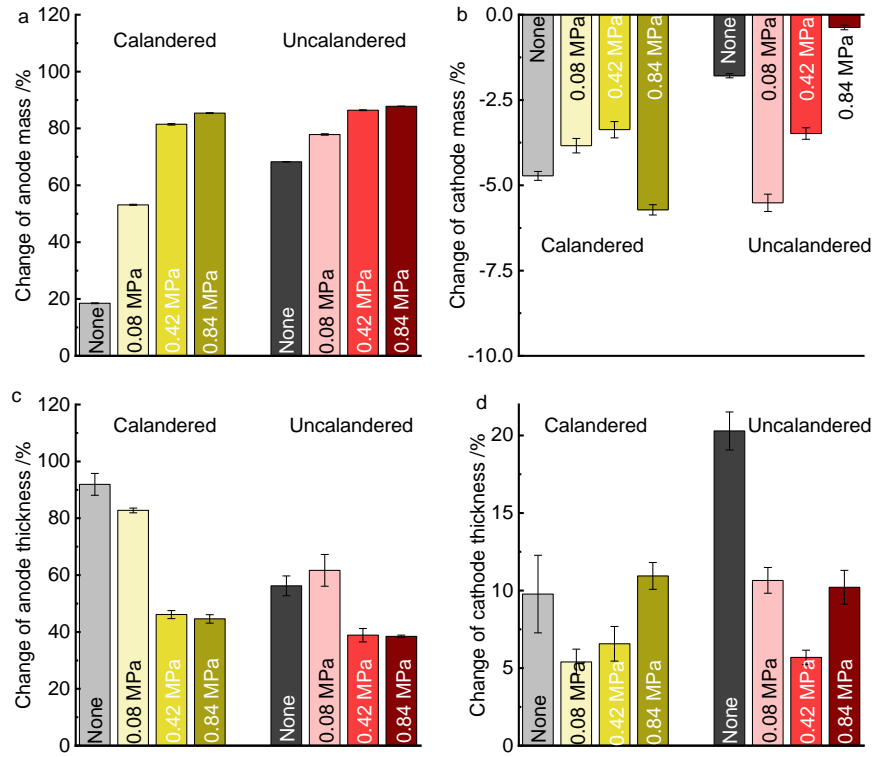 a
Change of anode mass /%
120
100
80
60
40
20
0
Calandered
Uncalandered
None
0.08 MPa
0.42 MPa
0.84 MPa
None
0.08 MPa
0.42 MPa
0.84 MPa
b
Change of cathode mass /%
0.0
-2.5
-5.0
-7.5
-10.0
None
0.08 MPa
0.42 MPa
0.84 MPa
None
0.08 MPa
0.42 MPa
0.84 MPa
Calandered
Uncalandered
c
Change of anode thickness /%
120
100
80
60
40
20
0
Calandered
Uncalandered
None
0.08 MPa
0.42 MPa
0.84 MPa
None
0.08 MPa
0.42 MPa
0.84 MPa
d
Change of cathode thickness /%
20
15
10
5
0
Calandered
Uncalandered
None
0.08 MPa
0.42 MPa
0.84 MPa
None
0.08 MPa
0.42 MPa
0.84 MPa